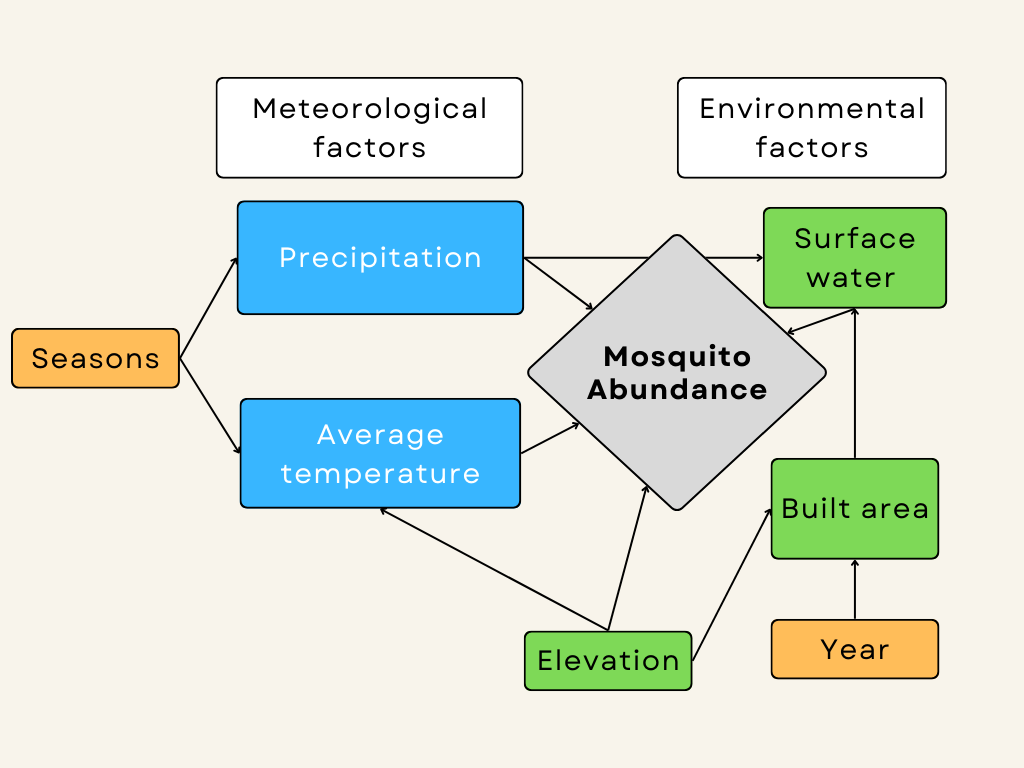 Meteorological
factors
Environmental
factors
Precipitation
Surface
water
Seasons
Mosquito
Abundance
Average
temperature
Built area
Elevation
Year